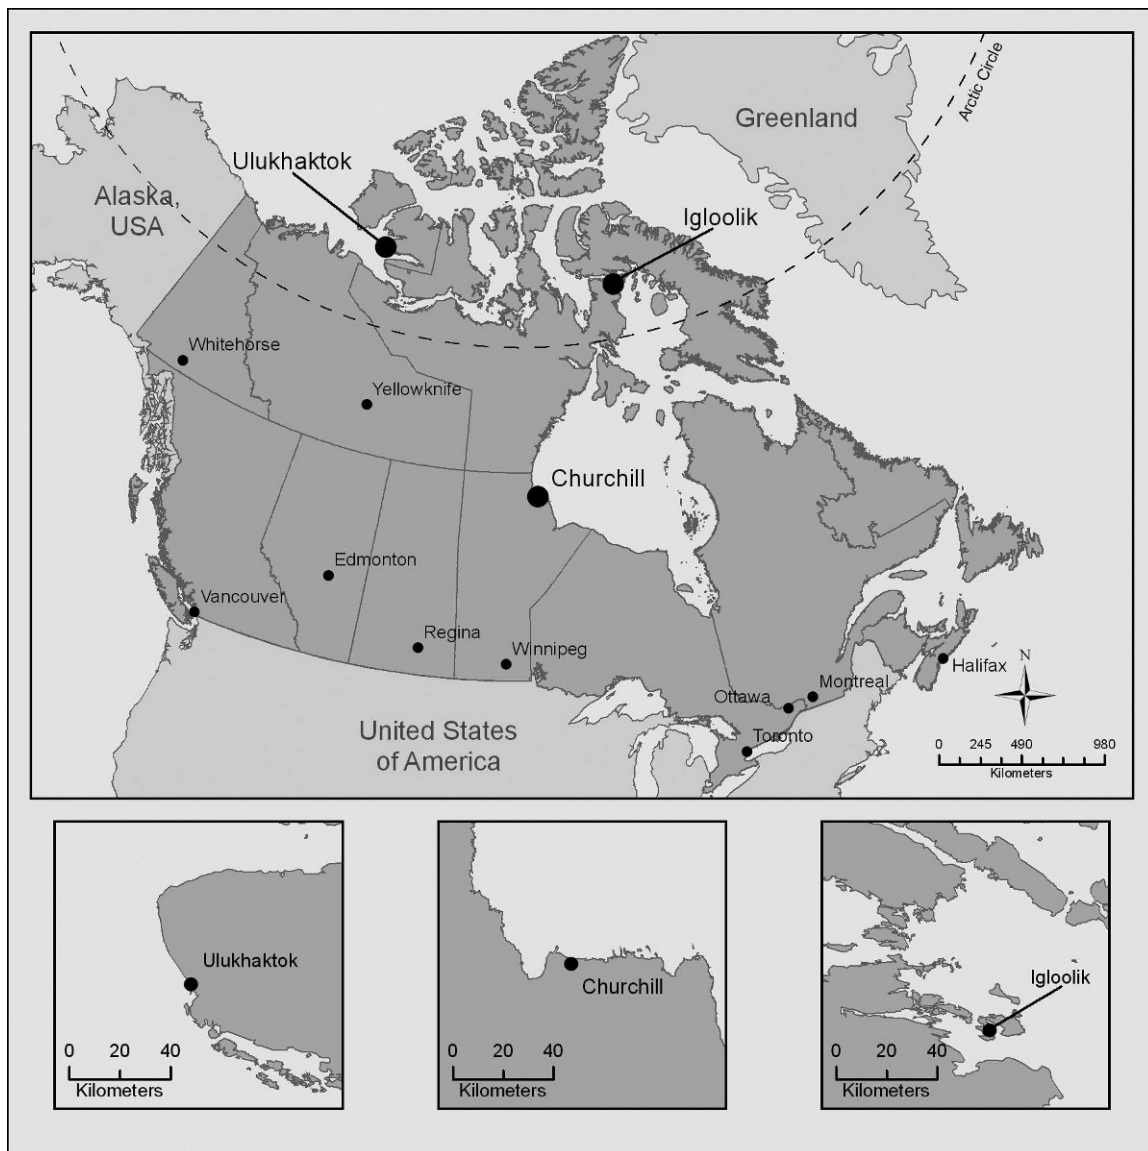 Arctic Circle
Greenland
Ulukhaktok
Alaska,
USA
Igloolik
Whitehorse
Yellowknife
Churchill
Edmonton
Vancouver
Regina
Winnipeg
Halifax
N
Montreal
Ottawa
Toronto
United States
of America
0 245 490 980
Kilometers
Ulukhaktok
0 20 40
Kilometers
Churchill
0 20 40
Kilometers
Igloolik
0 20 40
Kilometers